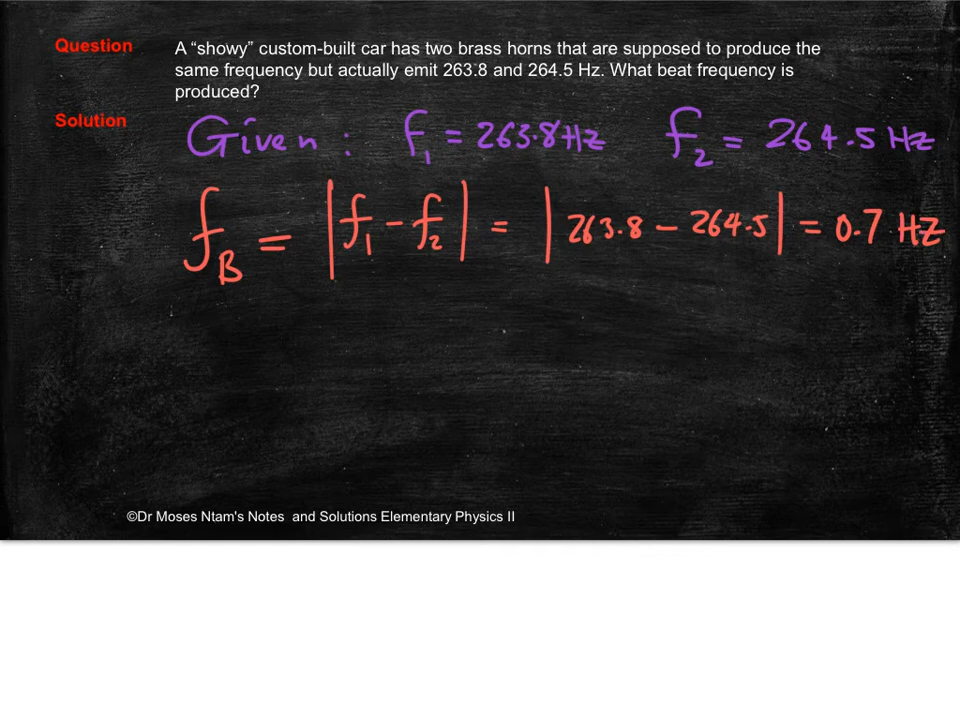 Question
A “showy” custom-built car has two brass horns that are supposed to produce the
same frequency but actually emit 263.8 and 264.5 Hz. What beat frequency is
produced?
Solution
Given : f₁ = 263.8 Hz f₂ = 264.5 Hz
f_B = |f₁ - f₂| = |263.8 - 264.5| = 0.7 Hz
©Dr Moses Ntam's Notes and Solutions Elementary Physics II